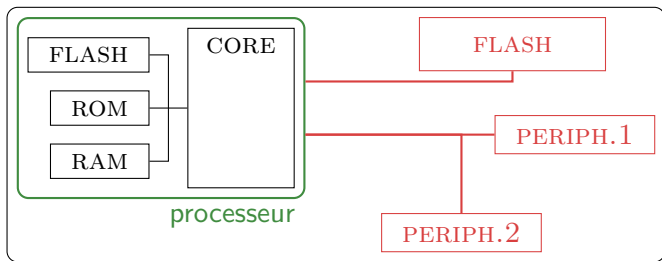 FLASH
ROM
RAM
CORE
processeur
FLASH
PERIPH.1
PERIPH.2